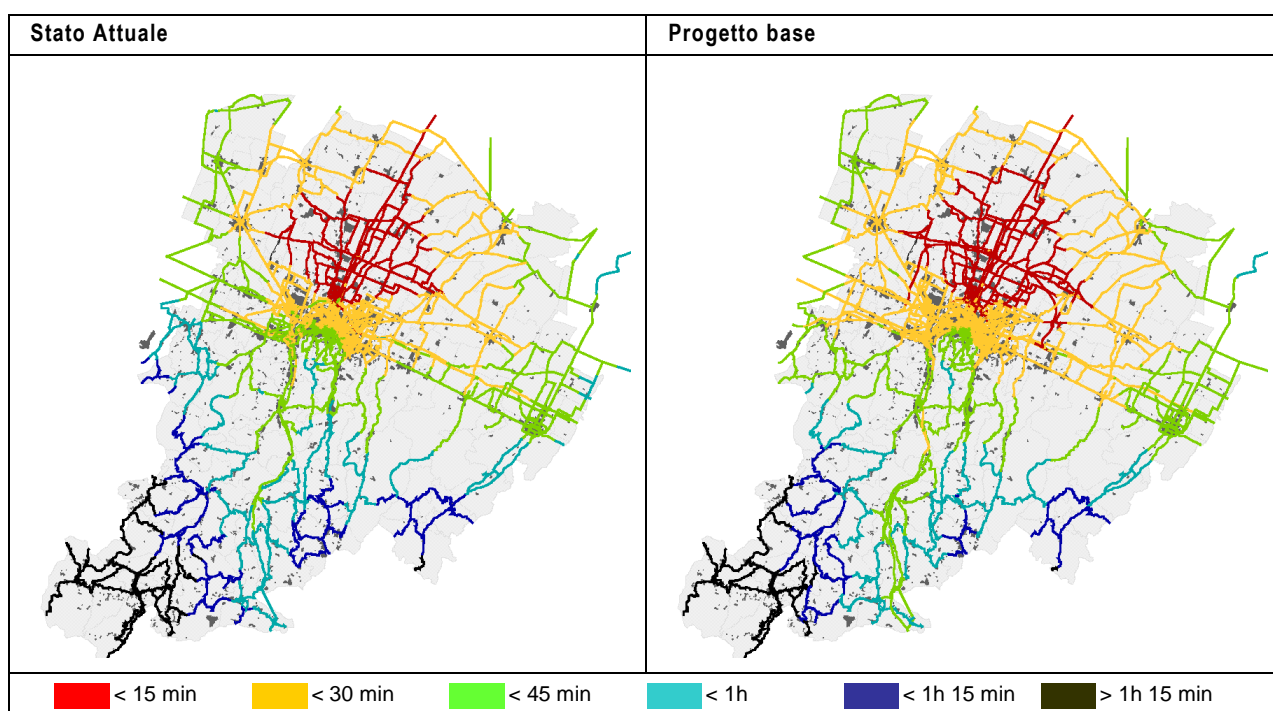 Stato Attuale
Progetto base
< 15 min
< 30 min
< 45 min
< 1h
< 1h 15 min
> 1h 15 min